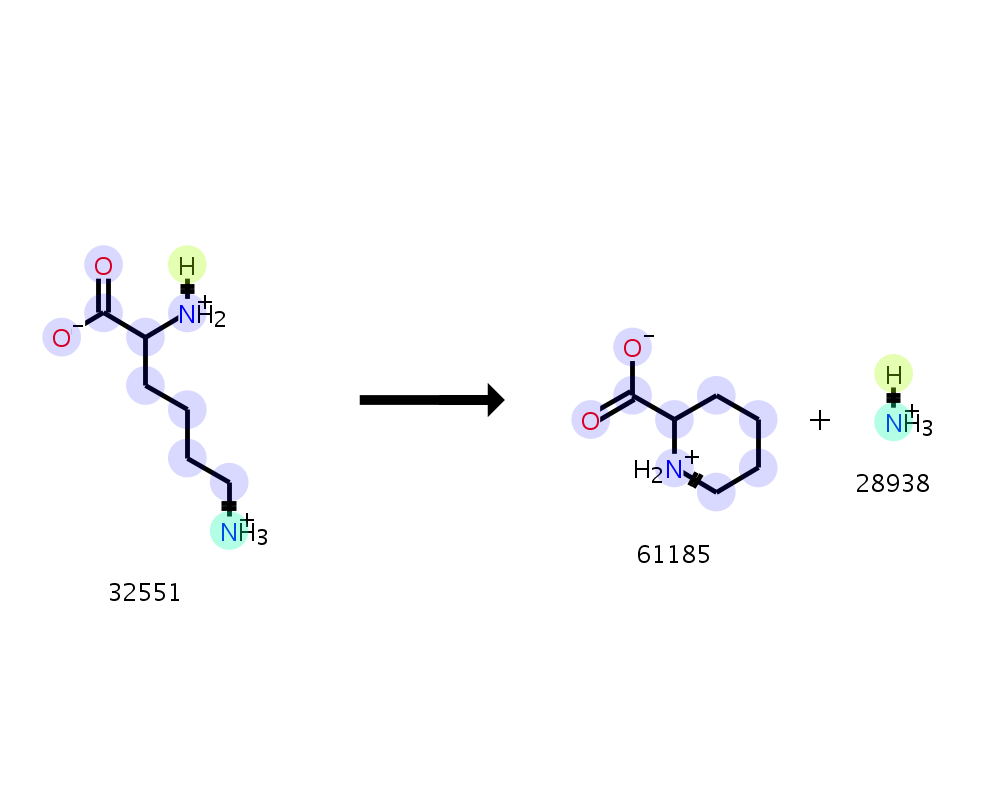 O H
O⁻ NH₂⁺
NH₃⁺
32551
O⁻
O
H₂N⁺
61185
+
H
NH₃⁺
28938